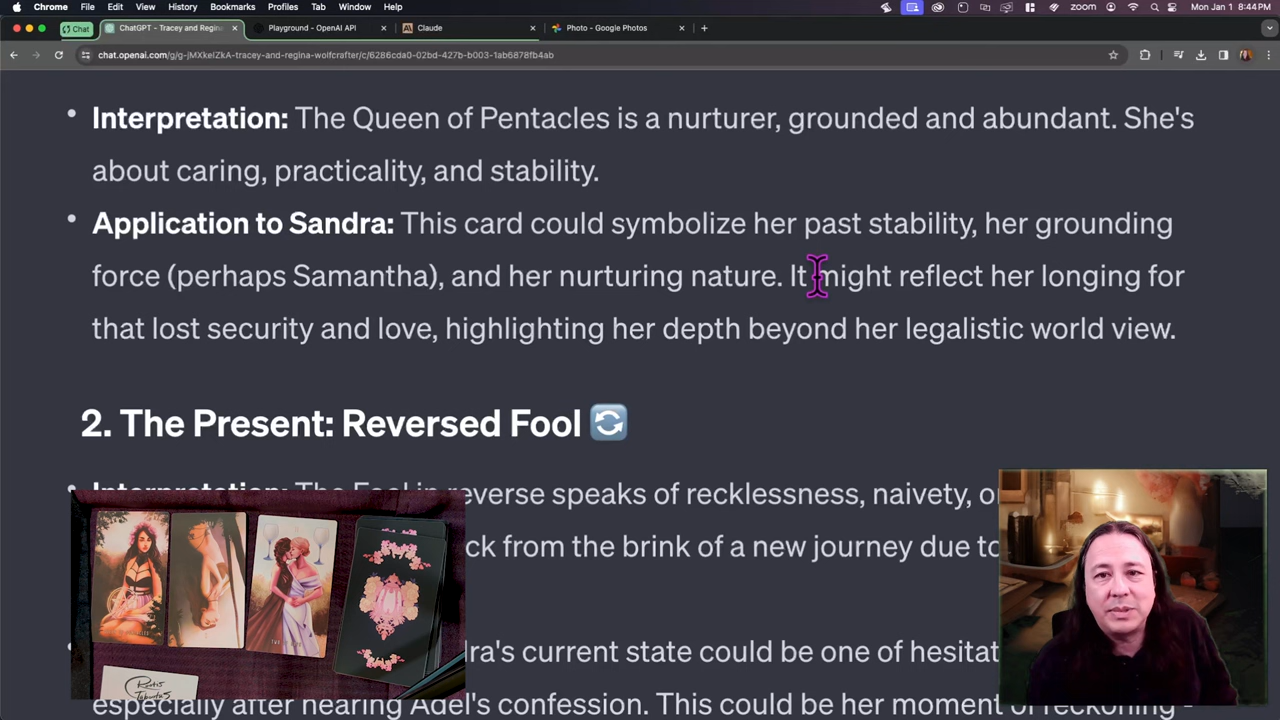 Chrome File Edit View History Bookmarks Profiles Tab Window Help zoom Mon Jan 1 8:44PM
Chat ChatGPT - Tracey and Regina Playground - OpenAI API Claude Photo - Google Photos
chat.openai.com/g/g-jMXkelZkA-tracey-and-regina-wolfcrafter/c/6286cda0-02bd-427b-b003-1ab6878fb4ab
• Interpretation: The Queen of Pentacles is a nurturer, grounded and abundant. She's
about caring, practicality, and stability.
• Application to Sandra: This card could symbolize her past stability, her grounding
force (perhaps Samantha), and her nurturing nature. It might reflect her longing for
that lost security and love, highlighting her depth beyond her legalistic world view.
2. The Present: Reversed Fool
• Interpretation: The Fool in reverse speaks of recklessness, naivety, or
ck from the brink of a new journey due to
dra's current state could be one of hesitat
especially after hearing Adel's confession. This could be her moment of reckoning -